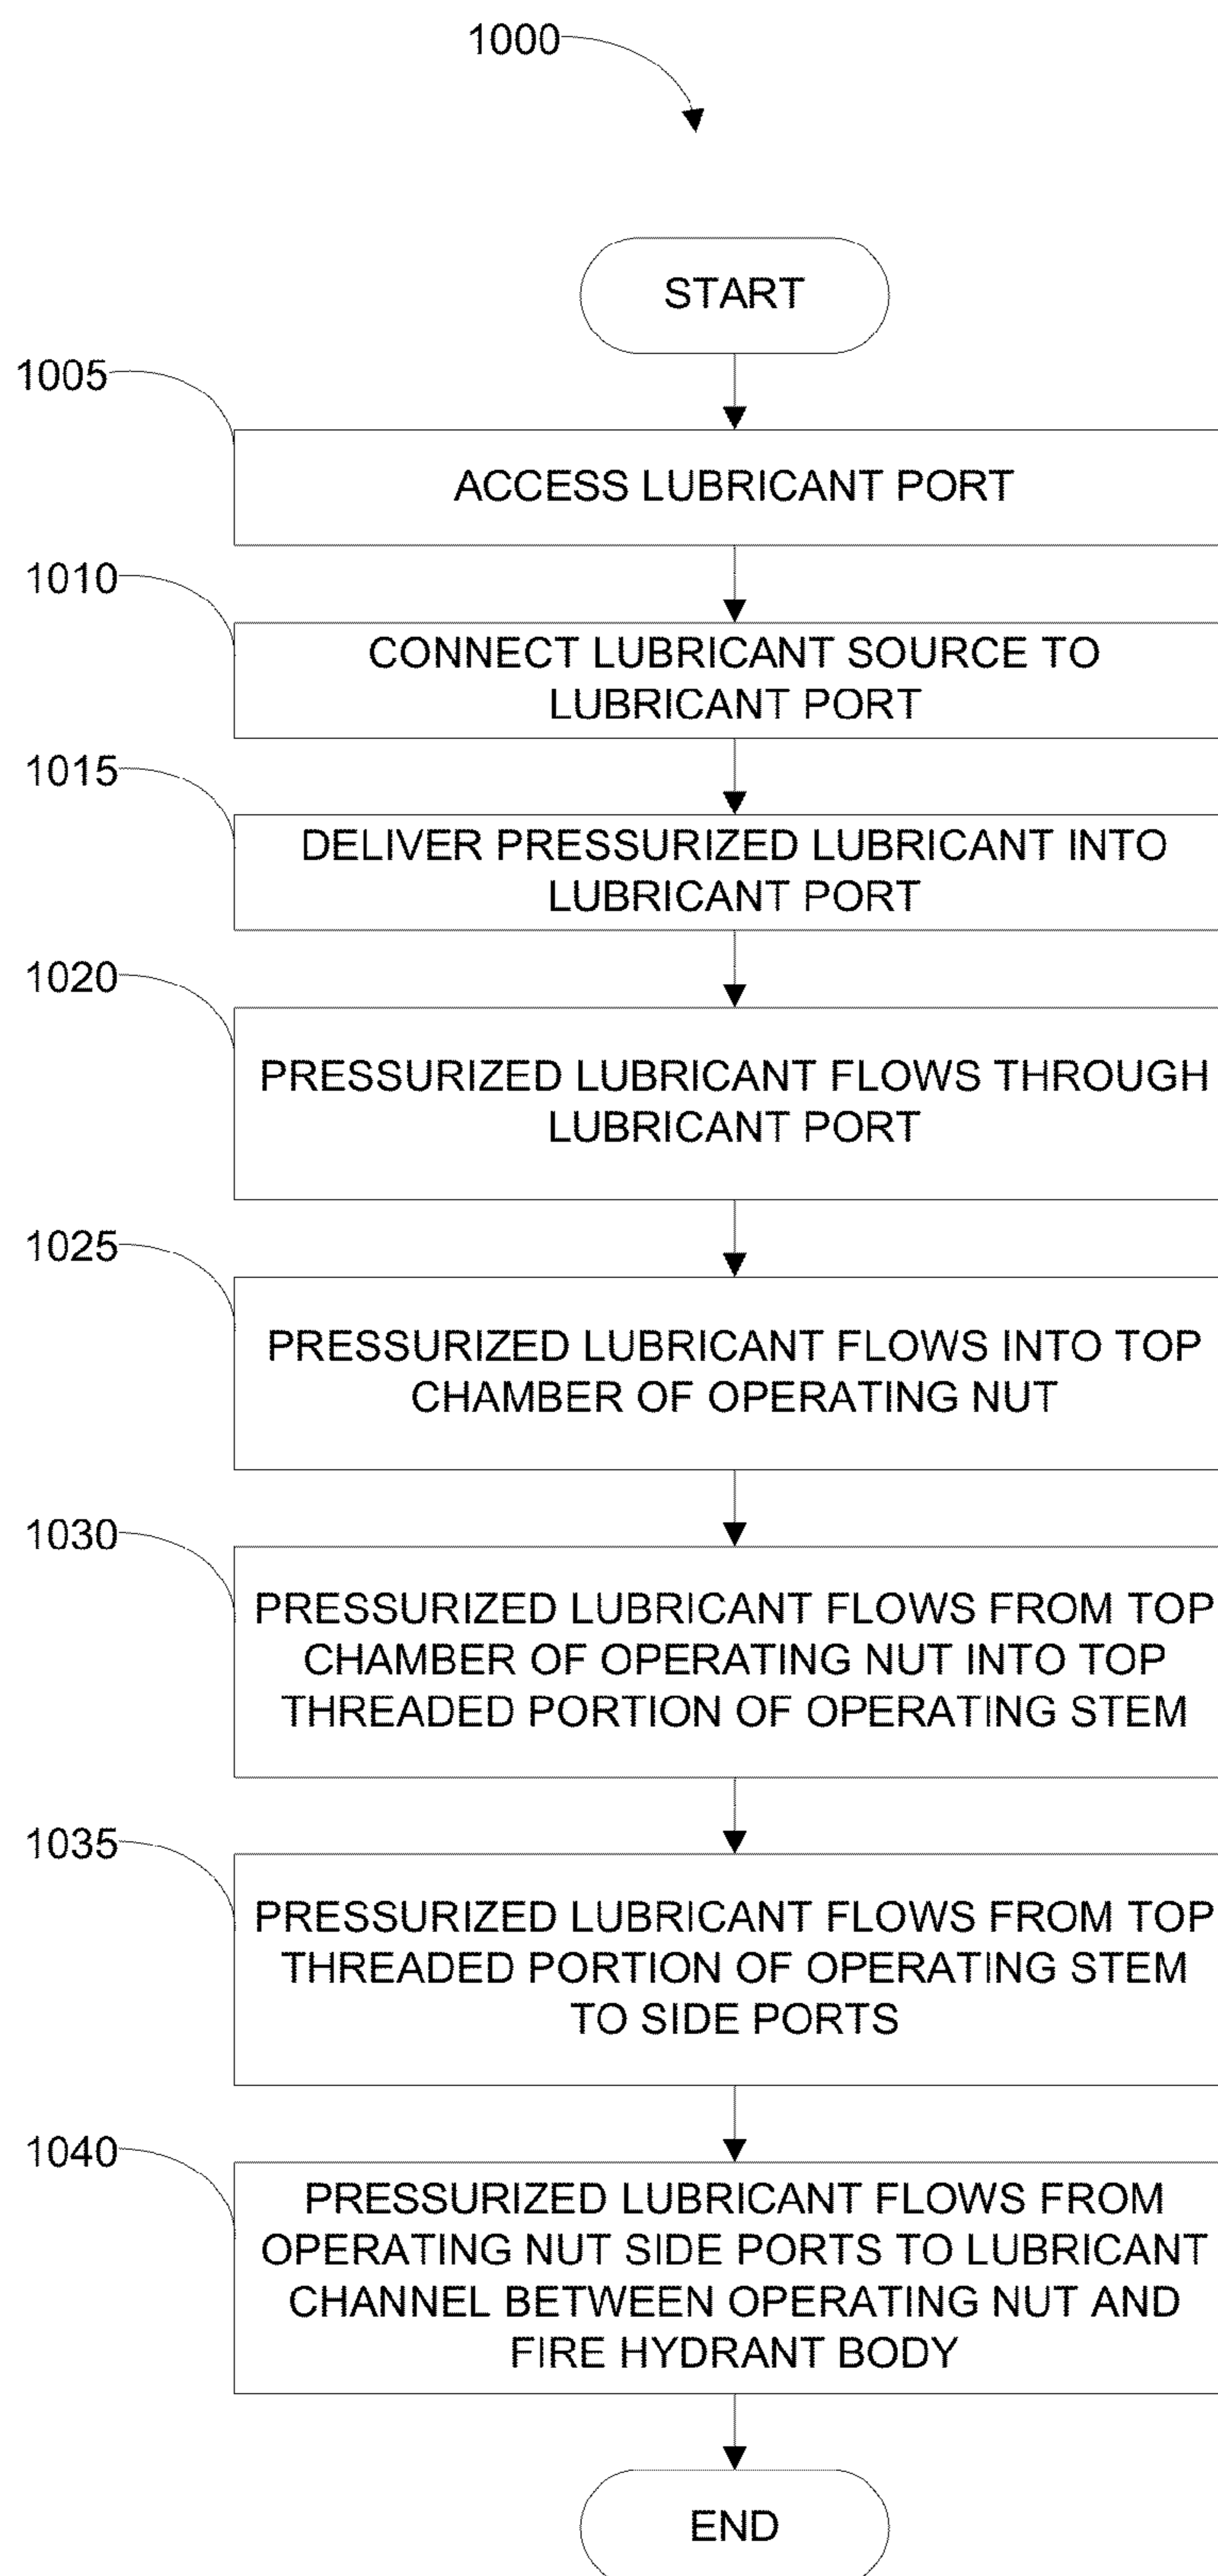 1000
START
1005
ACCESS LUBRICANT PORT
1010
CONNECT LUBRICANT SOURCE TO
LUBRICANT PORT
1015
DELIVER PRESSURIZED LUBRICANT INTO
LUBRICANT PORT
1020
PRESSURIZED LUBRICANT FLOWS THROUGH
LUBRICANT PORT
1025
PRESSURIZED LUBRICANT FLOWS INTO TOP
CHAMBER OF OPERATING NUT
1030
PRESSURIZED LUBRICANT FLOWS FROM TOP
CHAMBER OF OPERATING NUT INTO TOP
THREADED PORTION OF OPERATING STEM
1035
PRESSURIZED LUBRICANT FLOWS FROM TOP
THREADED PORTION OF OPERATING STEM
TO SIDE PORTS
1040
PRESSURIZED LUBRICANT FLOWS FROM
OPERATING NUT SIDE PORTS TO LUBRICANT
CHANNEL BETWEEN OPERATING NUT AND
FIRE HYDRANT BODY
END